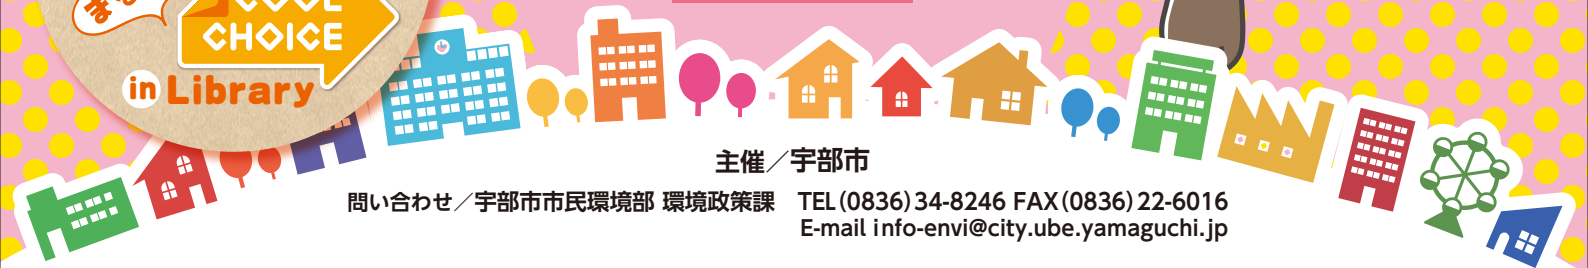 CHOICE
in Library
主催／宇部市
問い合わせ／宇部市市民環境部 環境政策課　TEL(0836)34-8246 FAX(0836)22-6016
E-mail info-envi@city.ube.yamaguchi.jp